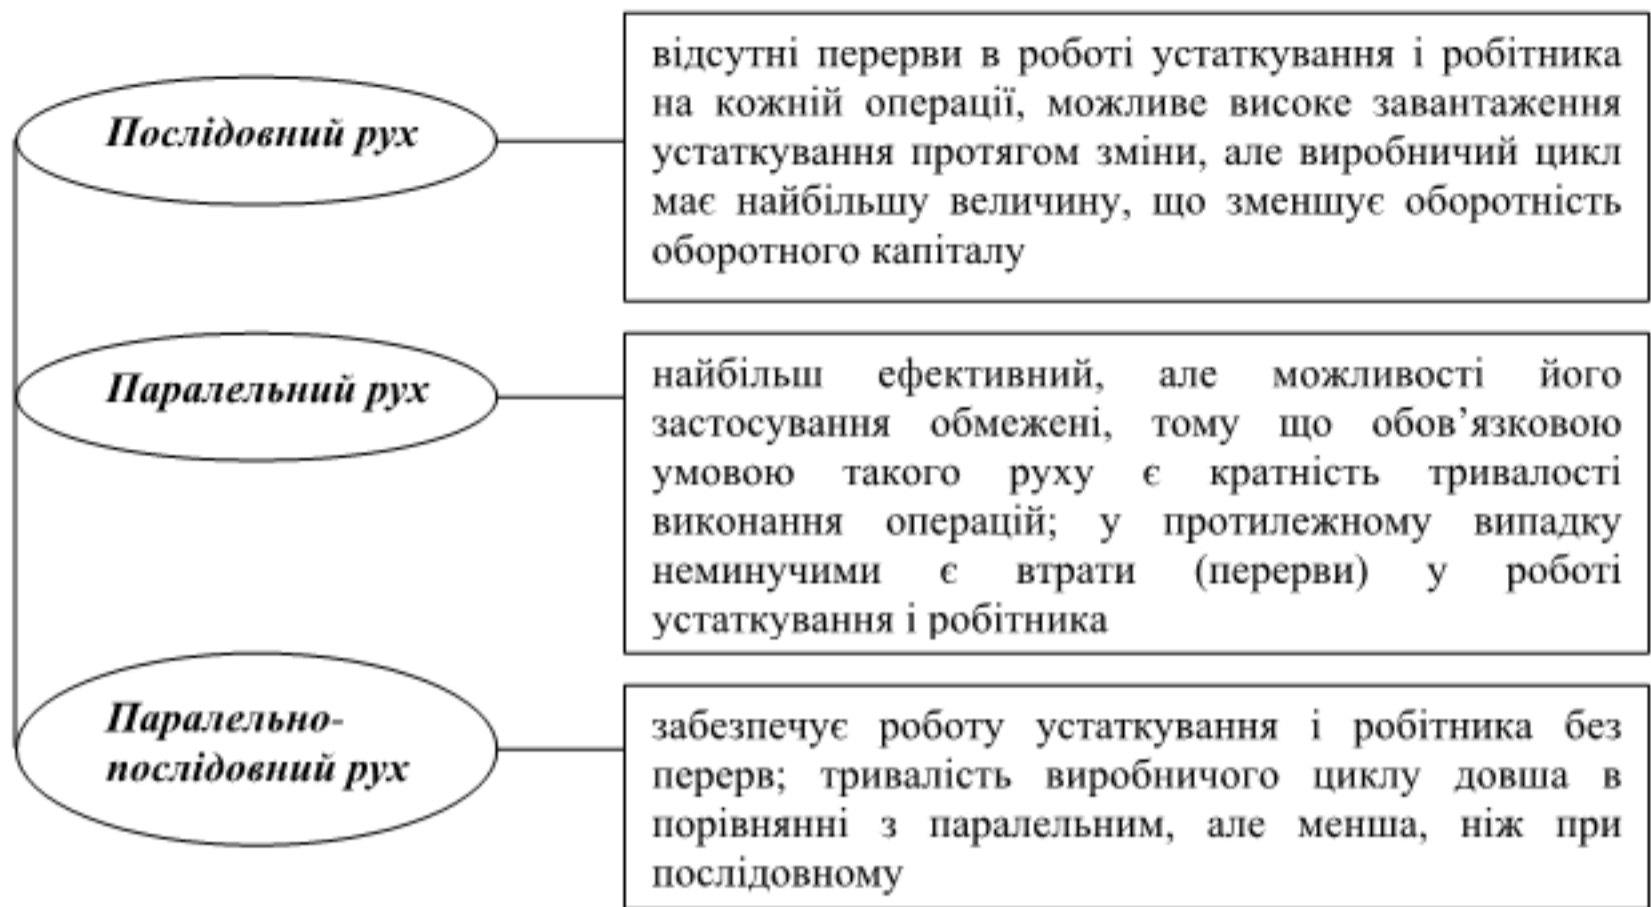 Послідовний рух
відсутні перерви в роботі устаткування і робітника
на кожній операції, можливе високе завантаження
устаткування протягом зміни, але виробничий цикл
має найбільшу величину, що зменшує оборотність
оборотного капіталу
Паралельний рух
найбільш ефективний, але можливості його
застосування обмежені, тому що обов’язковою
умовою такого руху є кратність тривалості
виконання операцій; у протилежному випадку
неминучими є втрати (перерви) у роботі
устаткування і робітника
Паралельно-
послідовний рух
забезпечує роботу устаткування і робітника без
перерв; тривалість виробничого циклу довша в
порівнянні з паралельним, але менша, ніж при
послідовному